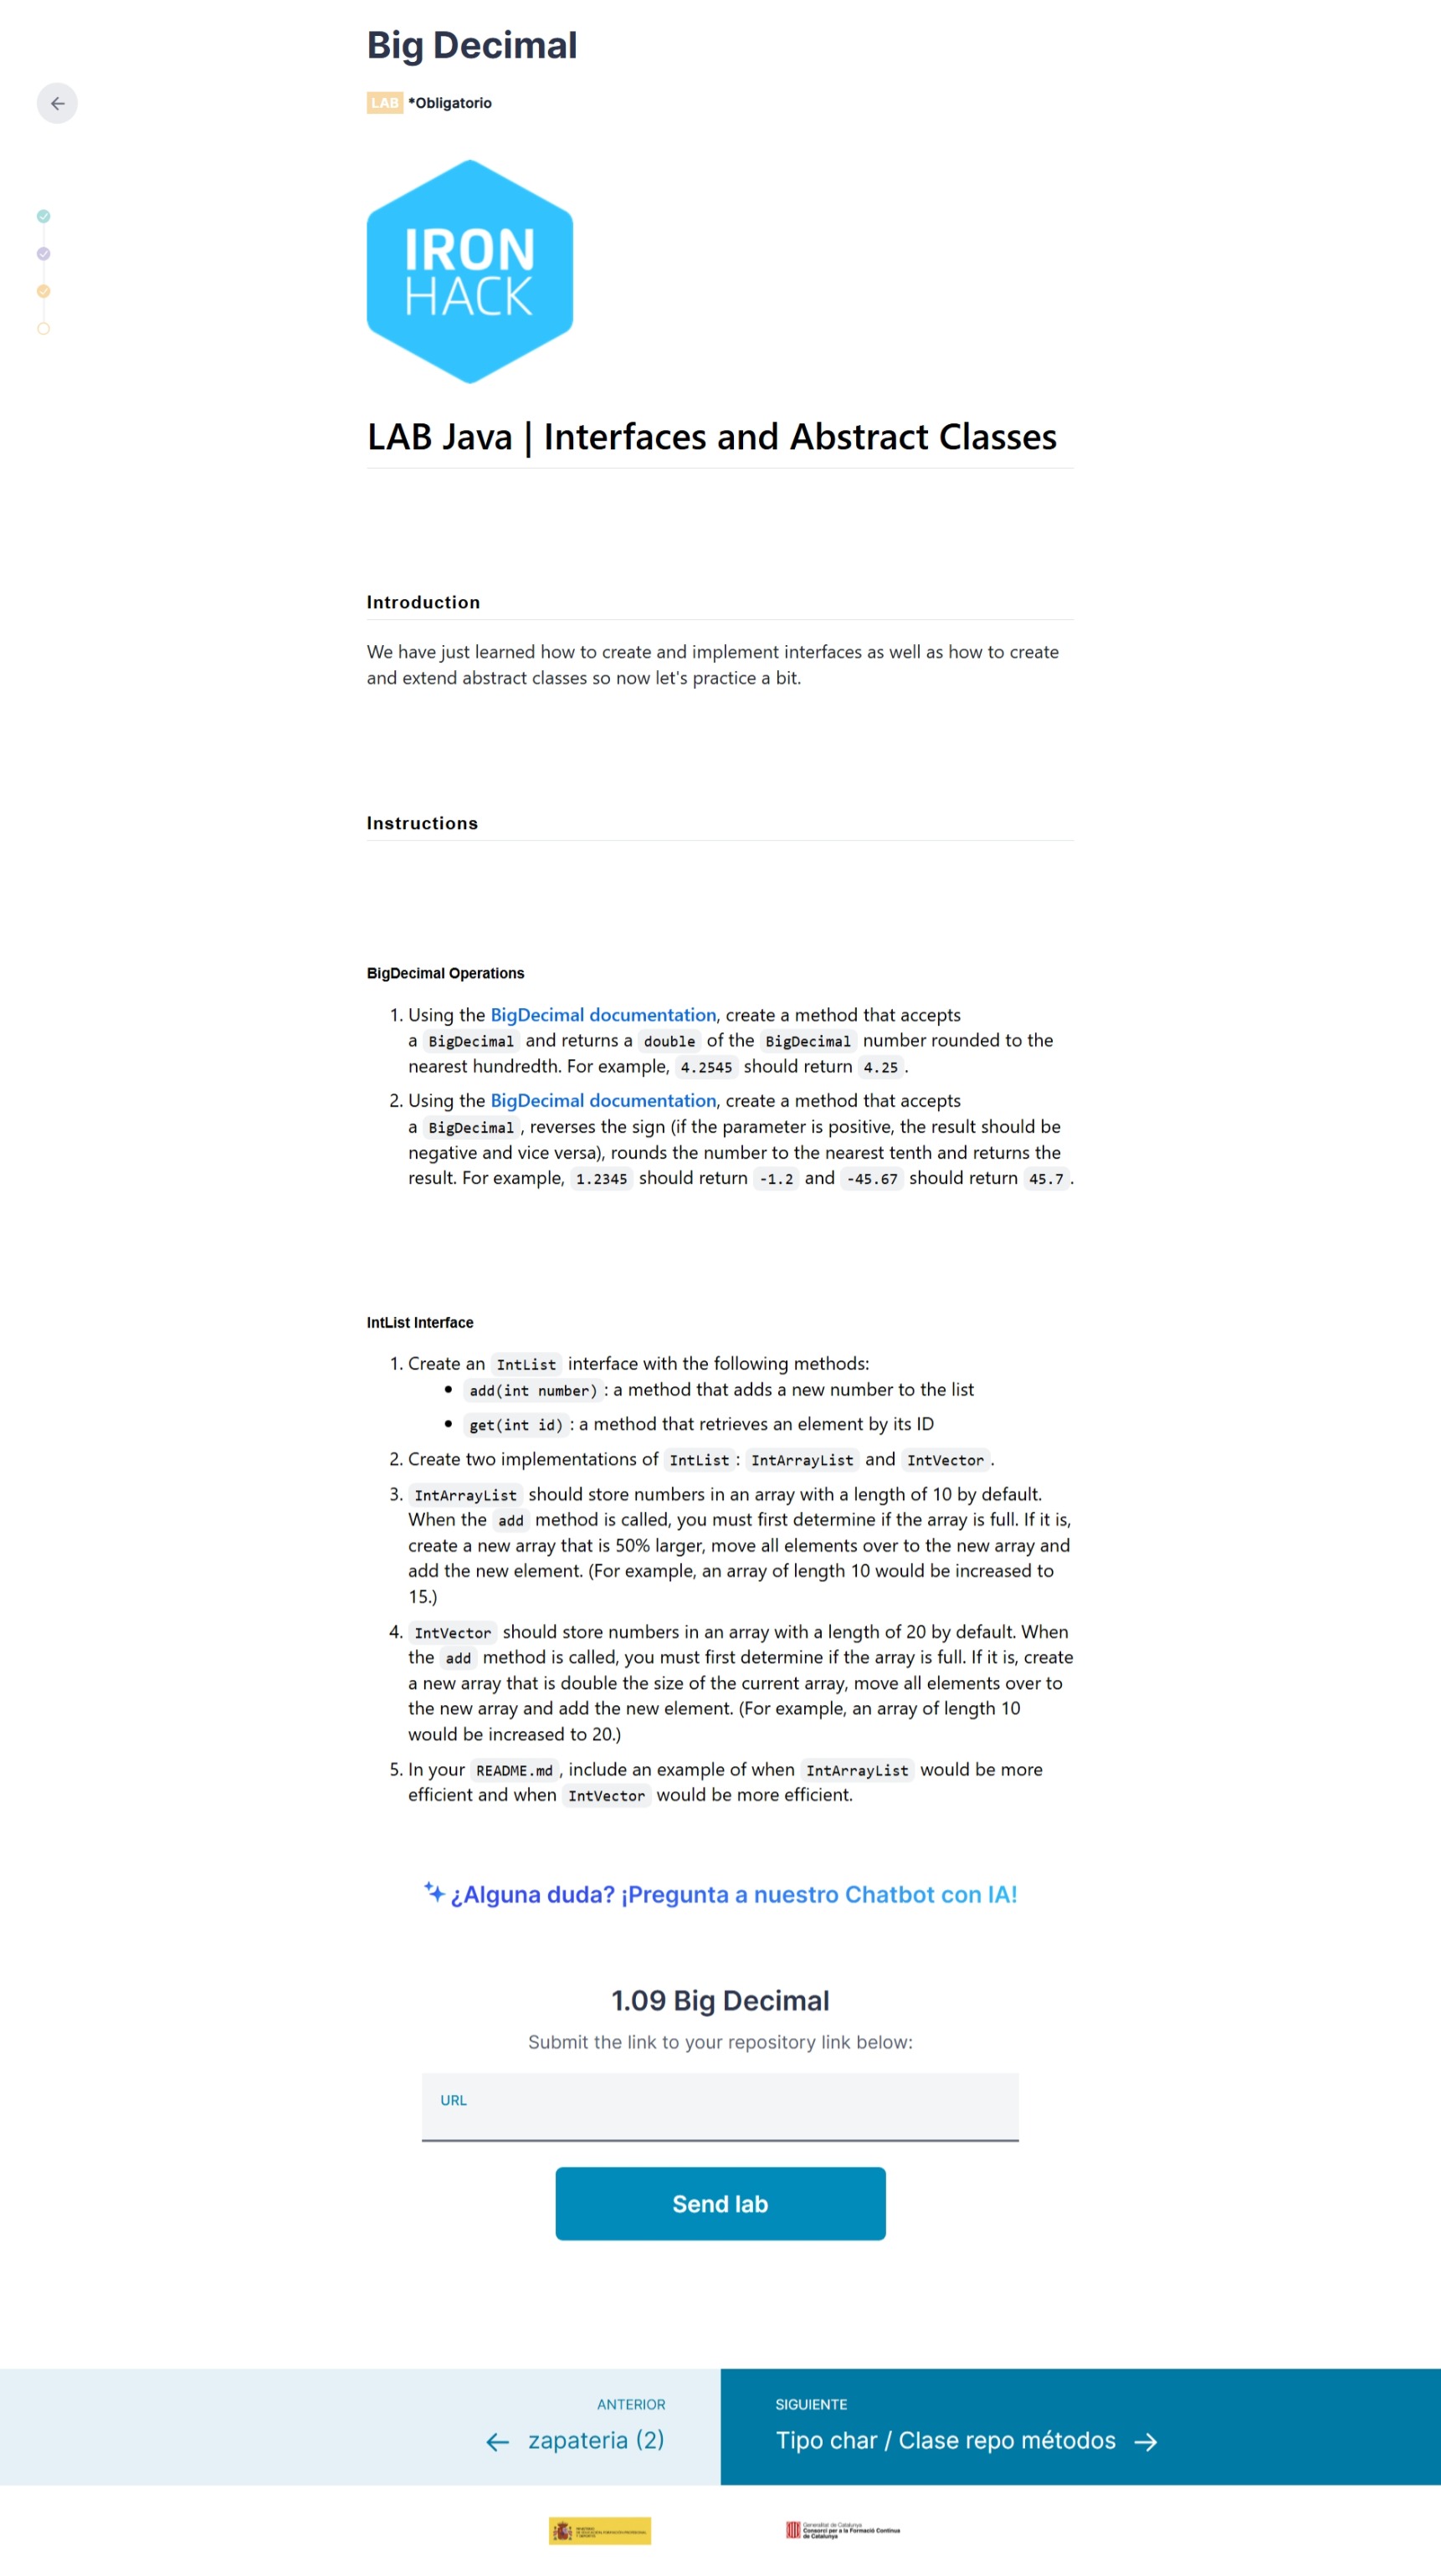 Big Decimal
LAB *Obligatorio
IRON
HACK
LAB Java | Interfaces and Abstract Classes
Introduction
We have just learned how to create and implement interfaces as well as how to create
and extend abstract classes so now let's practice a bit.
Instructions
BigDecimal Operations
1. Using the BigDecimal documentation, create a method that accepts
a BigDecimal and returns a double of the BigDecimal number rounded to the
nearest hundredth. For example, 4.2545 should return 4.25.
2. Using the BigDecimal documentation, create a method that accepts
a BigDecimal, reverses the sign (if the parameter is positive, the result should be
negative and vice versa), rounds the number to the nearest tenth and returns the
result. For example, 1.2345 should return -1.2 and -45.67 should return 45.7.
IntList Interface
1. Create an IntList interface with the following methods:
• add(int number): a method that adds a new number to the list
• get(int id): a method that retrieves an element by its ID
2. Create two implementations of IntList: IntArrayList and IntVector.
3. IntArrayList should store numbers in an array with a length of 10 by default.
When the add method is called, you must first determine if the array is full. If it is,
create a new array that is 50% larger, move all elements over to the new array and
add the new element. (For example, an array of length 10 would be increased to
15.)
4. IntVector should store numbers in an array with a length of 20 by default. When
the add method is called, you must first determine if the array is full. If it is, create
a new array that is double the size of the current array, move all elements over to
the new array and add the new element. (For example, an array of length 10
would be increased to 20.)
5. In your README.md, include an example of when IntArrayList would be more
efficient and when IntVector would be more efficient.
¿Alguna duda? ¡Pregunta a nuestro Chatbot con IA!
1.09 Big Decimal
Submit the link to your repository link below:
URL
Send lab
ANTERIOR
← zapateria (2)
SIGUIENTE
Tipo char / Clase repo métodos →
Generalitat de Catalunya
Consorci per a la Formació Contínua
de Catalunya